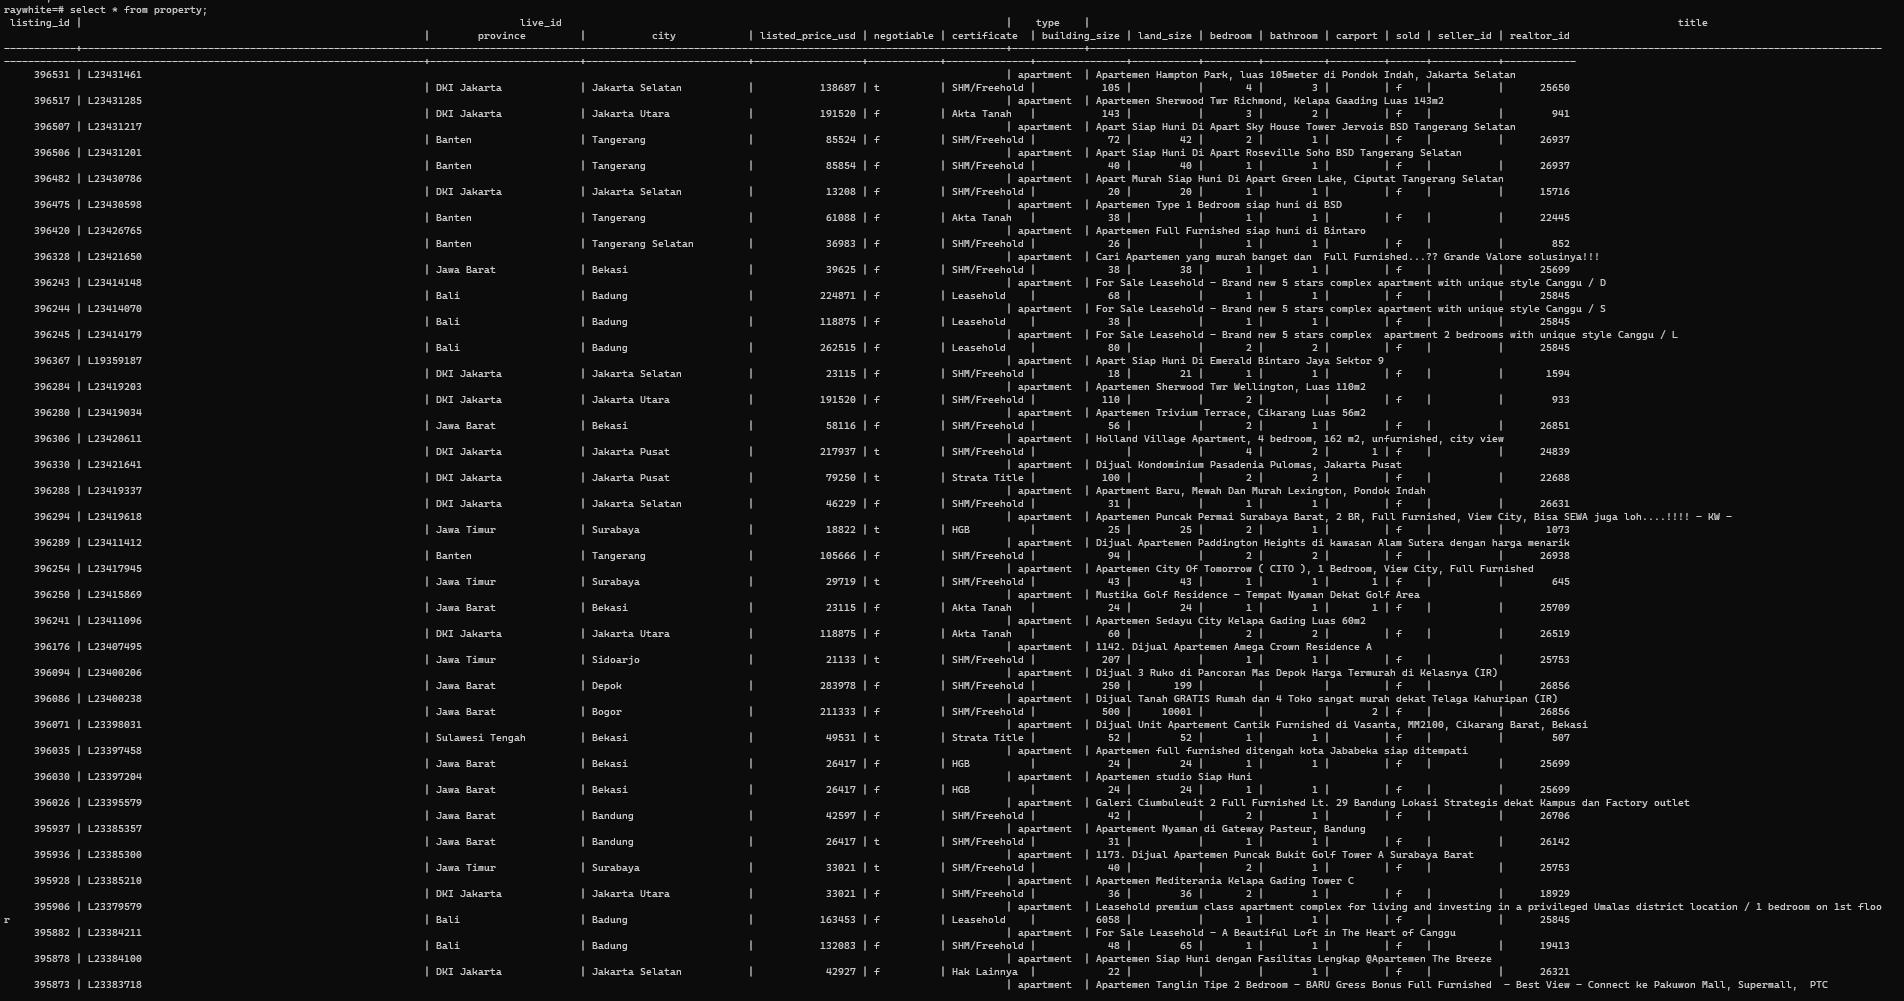 raywhite=# select * from property;
listing_id | live_id | type | title
| province | city | listed_price_usd | negotiable | certificate | building_size | land_size | bedroom | bathroom | carport | sold | seller_id | realtor_id
396531 | L23431461 | apartment | Apartemen Hampton Park, luas 105meter di Pondok Indah, Jakarta Selatan
| DKI Jakarta | Jakarta Selatan | 138687 | t | SHM/Freehold | 105 | | 4 | 3 | | f | | 25650
396517 | L23431285 | apartment | Apartemen Sherwood Twr Richmond, Kelapa Gaading Luas 143m2
| DKI Jakarta | Jakarta Utara | 191520 | f | Akta Tanah | 143 | | 3 | 2 | | f | | 941
396507 | L23431217 | apartment | Apart Siap Huni Di Apart Sky House Tower Jervois BSD Tangerang Selatan
| Banten | Tangerang | 85524 | f | SHM/Freehold | 72 | 42 | 2 | 1 | | f | | 26937
396506 | L23431201 | apartment | Apart Siap Huni Di Apart Roseville Soho BSD Tangerang Selatan
| Banten | Tangerang | 85854 | f | SHM/Freehold | 40 | 40 | 1 | 1 | | f | | 26937
396482 | L23430786 | apartment | Apart Murah Siap Huni Di Apart Green Lake, Ciputat Tangerang Selatan
| DKI Jakarta | Jakarta Selatan | 13208 | f | SHM/Freehold | 20 | 20 | 1 | 1 | | f | | 15716
396475 | L23430598 | apartment | Apartemen Type 1 Bedroom siap huni di BSD
| Banten | Tangerang | 61088 | f | Akta Tanah | 38 | | 1 | 1 | | f | | 22445
396420 | L23426765 | apartment | Apartemen Full Furnished siap huni di Bintaro
| Banten | Tangerang Selatan | 36983 | f | SHM/Freehold | 26 | | 1 | 1 | | f | | 852
396328 | L23421650 | apartment | Cari Apartemen yang murah banget dan  Full Furnished...?? Grande Valore solusinya!!!
| Jawa Barat | Bekasi | 39625 | f | SHM/Freehold | 38 | 38 | 1 | 1 | | f | | 25699
396243 | L23414148 | apartment | For Sale Leasehold - Brand new 5 stars complex apartment with unique style Canggu / D
| Bali | Badung | 224871 | f | Leasehold | 68 | | 1 | 1 | | f | | 25845
396244 | L23414070 | apartment | For Sale Leasehold - Brand new 5 stars complex apartment with unique style Canggu / S
| Bali | Badung | 118875 | f | Leasehold | 38 | | 1 | 1 | | f | | 25845
396245 | L23414179 | apartment | For Sale Leasehold - Brand new 5 stars complex  apartment 2 bedrooms with unique style Canggu / L
| Bali | Badung | 262515 | f | Leasehold | 80 | | 2 | 2 | | f | | 25845
396367 | L19359187 | apartment | Apart Siap Huni Di Emerald Bintaro Jaya Sektor 9
| DKI Jakarta | Jakarta Selatan | 23115 | f | SHM/Freehold | 18 | 21 | 1 | 1 | | f | | 1594
396284 | L23419203 | apartment | Apartemen Sherwood Twr Wellington, Luas 110m2
| DKI Jakarta | Jakarta Utara | 191520 | f | SHM/Freehold | 110 | | 2 | | | f | | 933
396280 | L23419034 | apartment | Apartemen Trivium Terrace, Cikarang Luas 56m2
| Jawa Barat | Bekasi | 58116 | f | SHM/Freehold | 56 | | 2 | 1 | | f | | 26851
396306 | L23420611 | apartment | Holland Village Apartment, 4 bedroom, 162 m2, unfurnished, city view
| DKI Jakarta | Jakarta Pusat | 217937 | t | SHM/Freehold | | | 4 | 2 | 1 | f | | 24839
396330 | L23421641 | apartment | Dijual Kondominium Pasadenia Pulomas, Jakarta Pusat
| DKI Jakarta | Jakarta Pusat | 79250 | t | Strata Title | 100 | | 2 | 2 | | f | | 22688
396288 | L23419337 | apartment | Apartment Baru, Mewah Dan Murah Lexington, Pondok Indah
| DKI Jakarta | Jakarta Selatan | 46229 | f | SHM/Freehold | 31 | | 1 | 1 | | f | | 26631
396294 | L23419618 | apartment | Apartemen Puncak Permai Surabaya Barat, 2 BR, Full Furnished, View City, Bisa SEWA juga loh....!!!! - KW -
| Jawa Timur | Surabaya | 18822 | t | HGB | 25 | 25 | 2 | 1 | | f | | 1073
396289 | L23411412 | apartment | Dijual Apartemen Paddington Heights di kawasan Alam Sutera dengan harga menarik
| Banten | Tangerang | 105666 | f | SHM/Freehold | 94 | | 2 | 2 | | f | | 26938
396254 | L23417945 | apartment | Apartemen City Of Tomorrow ( CITO ), 1 Bedroom, View City, Full Furnished
| Jawa Timur | Surabaya | 29719 | t | SHM/Freehold | 43 | 43 | 1 | 1 | 1 | f | | 645
396250 | L23415869 | apartment | Mustika Golf Residence - Tempat Nyaman Dekat Golf Area
| Jawa Barat | Bekasi | 23115 | f | Akta Tanah | 24 | 24 | 1 | 1 | 1 | f | | 25709
396241 | L23411096 | apartment | Apartemen Sedayu City Kelapa Gading Luas 60m2
| DKI Jakarta | Jakarta Utara | 118875 | f | Akta Tanah | 60 | | 2 | 2 | | f | | 26519
396176 | L23407495 | apartment | 1142. Dijual Apartemen Amega Crown Residence A
| Jawa Timur | Sidoarjo | 21133 | t | SHM/Freehold | 207 | | 1 | 1 | | f | | 25753
396094 | L23400206 | apartment | Dijual 3 Ruko di Pancoran Mas Depok Harga Termurah di Kelasnya (IR)
| Jawa Barat | Depok | 283978 | f | SHM/Freehold | 250 | 199 | | | | f | | 26856
396086 | L23400238 | apartment | Dijual Tanah GRATIS Rumah dan 4 Toko sangat murah dekat Telaga Kahuripan (IR)
| Jawa Barat | Bogor | 211333 | f | SHM/Freehold | 500 | 10001 | | | 2 | f | | 26856
396071 | L23398031 | apartment | Dijual Unit Apartement Cantik Furnished di Vasanta, MM2100, Cikarang Barat, Bekasi
| Sulawesi Tengah | Bekasi | 49531 | t | Strata Title | 52 | 52 | 1 | 1 | | f | | 507
396035 | L23397458 | apartment | Apartemen full furnished ditengah kota Jababeka siap ditempati
| Jawa Barat | Bekasi | 26417 | f | HGB | 24 | 24 | 1 | 1 | | f | | 25699
396030 | L23397204 | apartment | Apartemen studio Siap Huni
| Jawa Barat | Bekasi | 26417 | f | HGB | 24 | 24 | 1 | 1 | | f | | 25699
396026 | L23395579 | apartment | Galeri Ciumbuleuit 2 Full Furnished Lt. 29 Bandung Lokasi Strategis dekat Kampus dan Factory outlet
| Jawa Barat | Bandung | 42597 | f | SHM/Freehold | 42 | | 2 | 1 | | f | | 26706
395937 | L23385357 | apartment | Apartement Nyaman di Gateway Pasteur, Bandung
| Jawa Barat | Bandung | 26417 | t | SHM/Freehold | 31 | | 1 | 1 | | f | | 26142
395936 | L23385300 | apartment | 1173. Dijual Apartemen Puncak Bukit Golf Tower A Surabaya Barat
| Jawa Timur | Surabaya | 33021 | t | SHM/Freehold | 40 | | 2 | 1 | | f | | 25753
395928 | L23385210 | apartment | Apartemen Mediterania Kelapa Gading Tower C
| DKI Jakarta | Jakarta Utara | 33021 | f | SHM/Freehold | 36 | 36 | 2 | 1 | | f | | 18929
395906 | L23379579 | apartment | Leasehold premium class apartment complex for living and investing in a privileged Umalas district location / 1 bedroom on 1st floo
r | Bali | Badung | 163453 | f | Leasehold | 6058 | | 1 | 1 | | f | | 25845
395882 | L23384211 | apartment | For Sale Leasehold - A Beautiful Loft in The Heart of Canggu
| Bali | Badung | 132083 | f | SHM/Freehold | 48 | 65 | 1 | 1 | | f | | 19413
395878 | L23384100 | apartment | Apartemen Siap Huni dengan Fasilitas Lengkap @Apartemen The Breeze
| DKI Jakarta | Jakarta Selatan | 42927 | f | Hak Lainnya | 22 | | | 1 | | f | | 26321
395873 | L23383718 | apartment | Apartemen Tanglin Tipe 2 Bedroom - BARU Gress Bonus Full Furnished  - Best View - Connect ke Pakuwon Mall, Supermall,  PTC